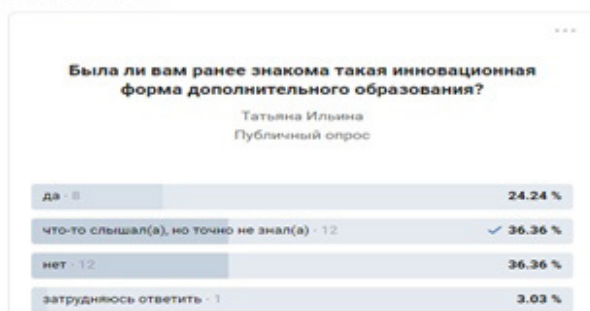 Была ли вам ранее знакома такая инновационная
форма дополнительного образования?
Татьяна Ильина
Публичный опрос
да · 8 24.24 %
что-то слышал(а), но точно не знал(а) · 12 36.36 %
нет · 12 36.36 %
затрудняюсь ответить · 1 3.03 %